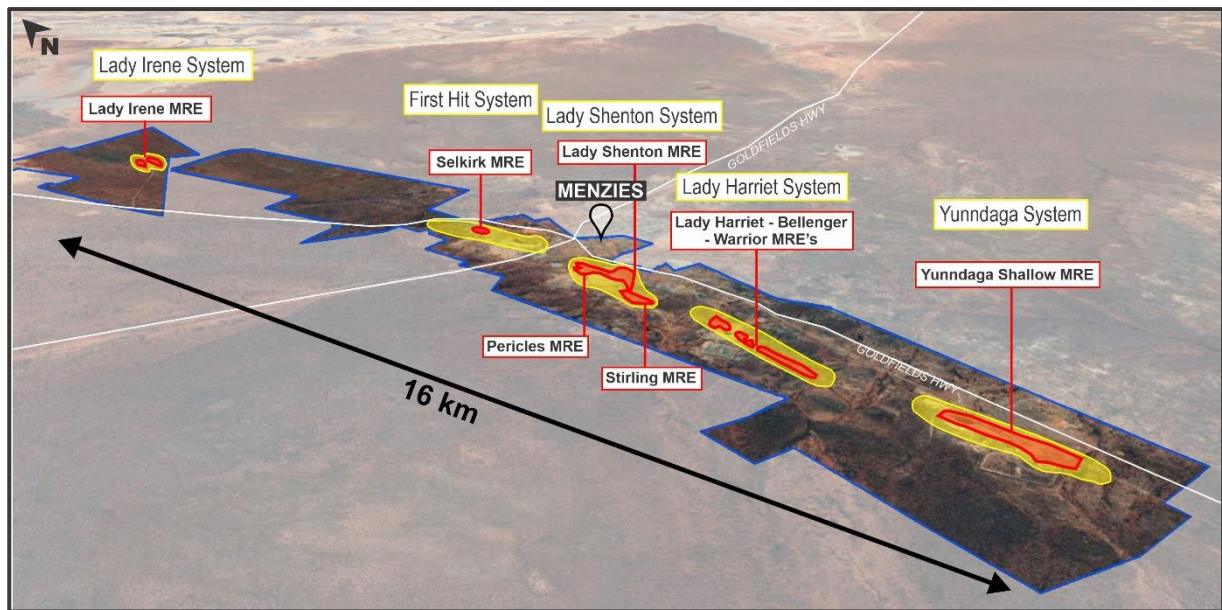 N
Lady Irene System
Lady Irene MRE
First Hit System
Selkirk MRE
Lady Shenton System
Lady Shenton MRE
MENZIES
GOLDFIELDS HWY
Lady Harriet System
Lady Harriet - Bellenger
- Warrior MRE's
Yunndaga System
Yunndaga Shallow MRE
Pericles MRE
Stirling MRE
GOLDFIELDS HWY
16 km